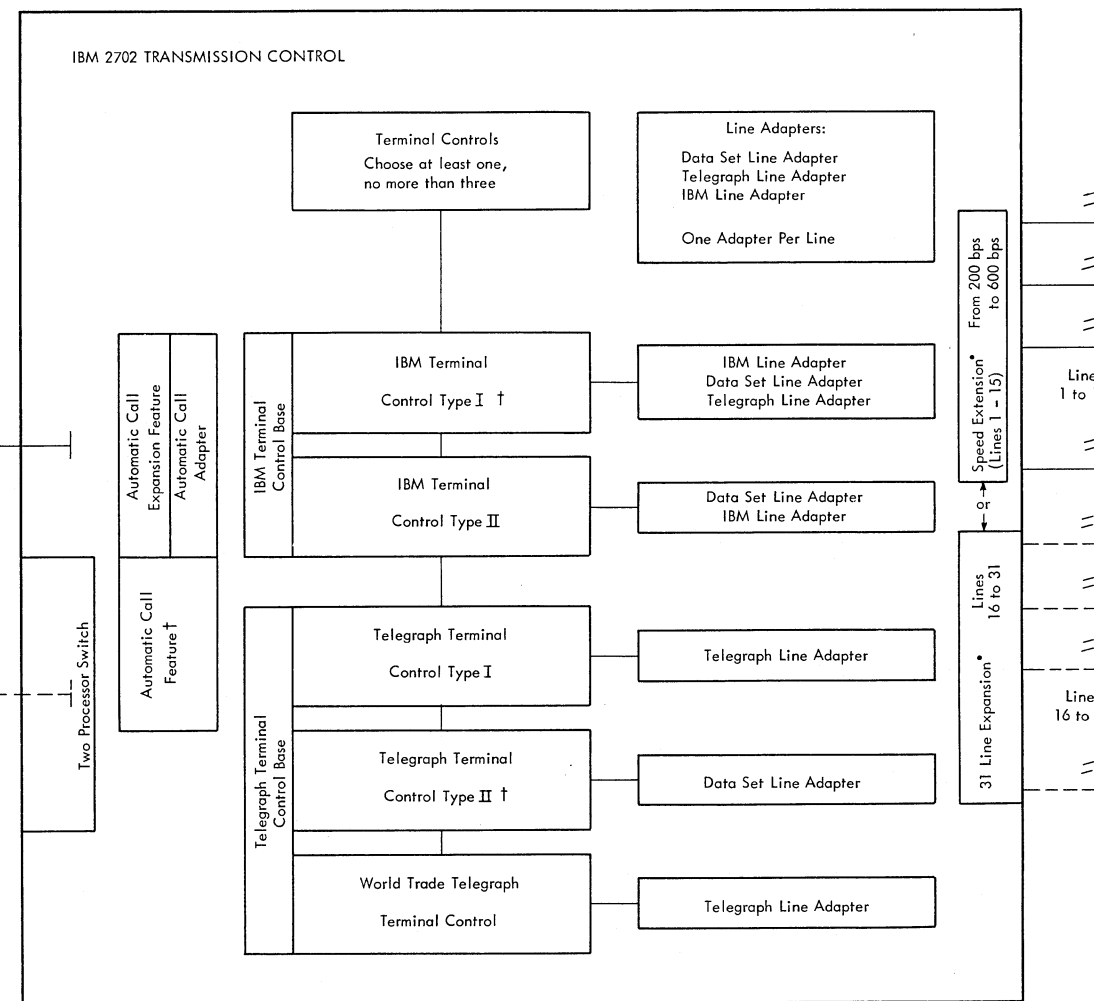 IBM 2702 TRANSMISSION CONTROL
Terminal Controls
Choose at least one,
no more than three
Line Adapters:
Data Set Line Adapter
Telegraph Line Adapter
IBM Line Adapter
One Adapter Per Line
From 200 bps
to 600 bps
Speed Extension*
(Lines 1 - 15)
or
Lines
16 to 31
31 Line Expansion*
Line
1 to
Line
16 to
Automatic Call
Expansion Feature
Automatic Call
Adapter
Automatic Call
Feature †
Two Processor Switch
IBM Terminal
Control Base
IBM Terminal
Control Type I †
IBM Line Adapter
Data Set Line Adapter
Telegraph Line Adapter
IBM Terminal
Control Type II
Data Set Line Adapter
IBM Line Adapter
Telegraph Terminal
Control Base
Telegraph Terminal
Control Type I
Telegraph Line Adapter
Telegraph Terminal
Control Type II †
Data Set Line Adapter
World Trade Telegraph
Terminal Control
Telegraph Line Adapter